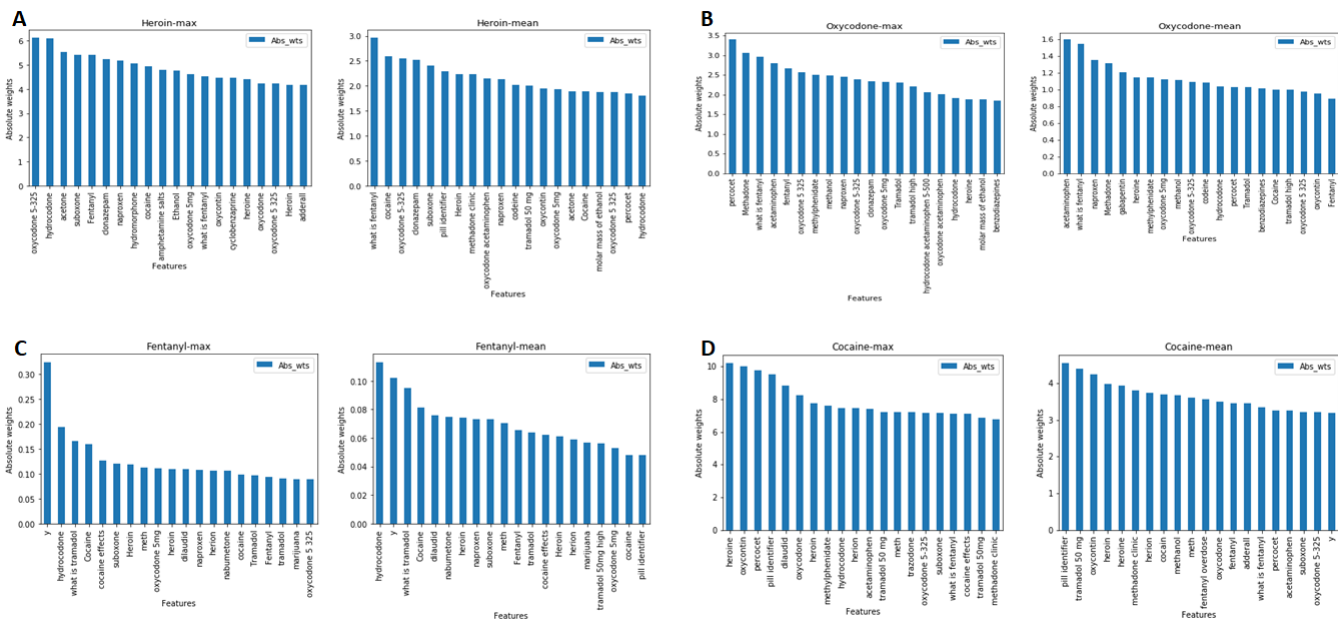 A
Heroin-max
Abs_wts
Absolute weights
6
5
4
3
2
1
0
oxycodone 5-325
hydrocodone
acetone
suboxone
Fentanyl
clonazepam
naproxen
hydromorphone
cocaine
amphetamine salts
Ethanol
oxycodone 5mg
what is fentanyl
oxycontin
cyclobenzaprine
heroine
oxycodone
oxycodone 5 325
Heroin
adderall
Features
Heroin-mean
Abs_wts
Absolute weights
3.0
2.5
2.0
1.5
1.0
0.5
0.0
what is fentanyl
cocaine
oxycodone 5-325
clonazepam
suboxone
pill identifier
Heroin
methadone clinic
oxycodone acetaminophen
naproxen
codeine
tramadol 50 mg
oxycontin
oxycodone 5mg
acetone
Cocaine
molar mass of ethanol
oxycodone 5 325
percocet
hydrocodone
Features
B
Oxycodone-max
Abs_wts
Absolute weights
3.5
3.0
2.5
2.0
1.5
1.0
0.5
0.0
percocet
Methadone
what is fentanyl
acetaminophen
fentanyl
oxycodone 5 325
methylphenidate
methanol
naproxen
oxycodone 5-325
clonazepam
oxycodone 5mg
Tramadol
tramadol high
hydrocodone acetaminophen 5-500
oxycodone acetaminophen
hydrocodone
heroine
molar mass of ethanol
benzodiazepines
Features
Oxycodone-mean
Abs_wts
Absolute weights
1.6
1.4
1.2
1.0
0.8
0.6
0.4
0.2
0.0
acetaminophen
what is fentanyl
naproxen
Methadone
gabapentin
heroine
methylphenidate
oxycodone 5mg
methanol
oxycodone 5-325
codeine
hydrocodone
percocet
Tramadol
benzodiazepines
Cocaine
tramadol high
oxycodone 5 325
oxycontin
Fentanyl
Features
C
Fentanyl-max
Abs_wts
Absolute weights
0.30
0.25
0.20
0.15
0.10
0.05
0.00
y
hydrocodone
what is tramadol
Cocaine
cocaine effects
suboxone
Heroin
meth
oxycodone 5mg
heroin
dilaudid
naproxen
herion
nabumetone
cocaine
Tramadol
Fentanyl
tramadol
marijuana
oxycodone 5 325
Features
Fentanyl-mean
Abs_wts
Absolute weights
0.10
0.08
0.06
0.04
0.02
0.00
hydrocodone
y
what is tramadol
Cocaine
dilaudid
nabumetone
heroin
naproxen
suboxone
meth
Fentanyl
tramadol
cocaine effects
Heroin
herion
marijuana
tramadol 50mg high
oxycodone 5mg
cocaine
pill identifier
Features
D
Cocaine-max
Abs_wts
Absolute weights
10
8
6
4
2
0
heroine
oxycontin
percocet
pill identifier
dilaudid
oxycodone
heroin
methylphenidate
hydrocodone
herion
acetaminophen
tramadol 50 mg
meth
trazodone
oxycodone 5-325
suboxone
what is fentanyl
cocaine effects
tramadol 50mg
methadone clinic
Features
Cocaine-mean
Abs_wts
Absolute weights
4
3
2
1
0
pill identifier
tramadol 50 mg
oxycontin
heroin
heroine
methadone clinic
herion
cocain
methanol
meth
fentanyl overdose
oxycodone
fentanyl
adderall
what is fentanyl
percocet
acetaminophen
suboxone
oxycodone 5-325
y
Features